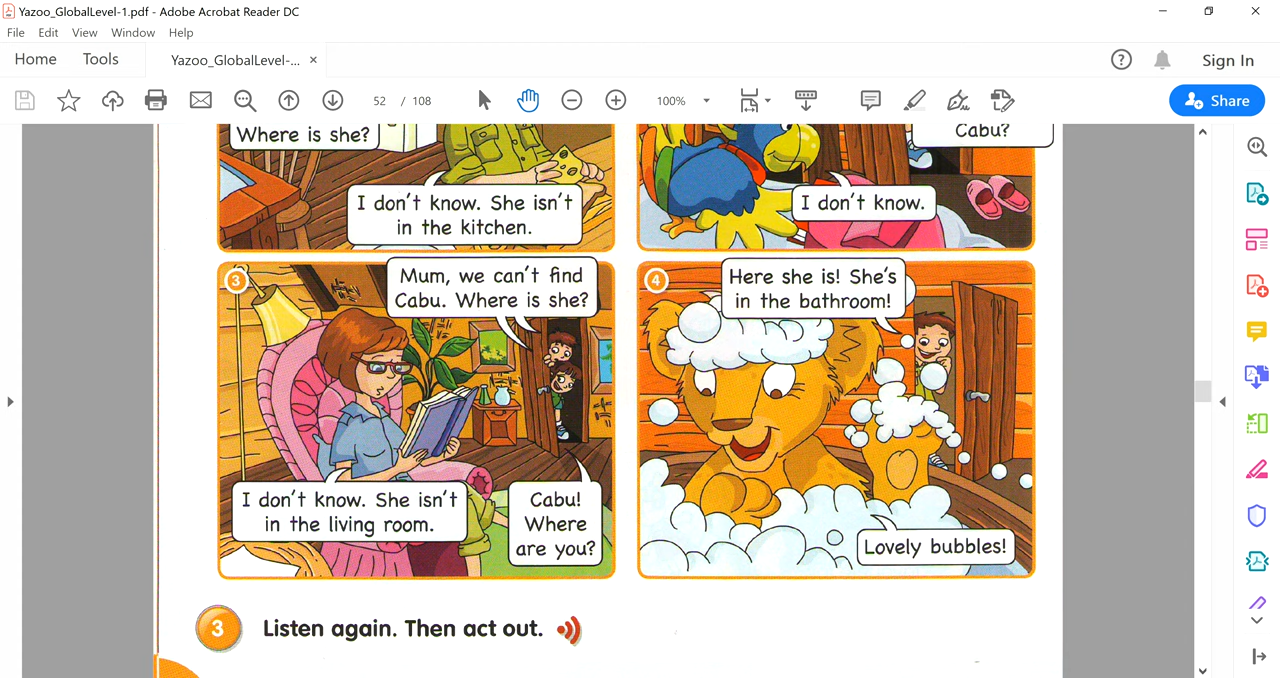 Yazoo_GlobalLevel-1.pdf - Adobe Acrobat Reader DC
File Edit View Window Help
Home Tools Yazoo_GlobalLevel-... × Sign In
52 / 108 100% Share
Where is she?
I don't know. She isn't
in the kitchen.
Cabu?
I don't know.
3
Mum, we can't find
Cabu. Where is she?
I don't know. She isn't
in the living room.
Cabu!
Where
are you?
4
Here she is! She's
in the bathroom!
Lovely bubbles!
3 Listen again. Then act out.